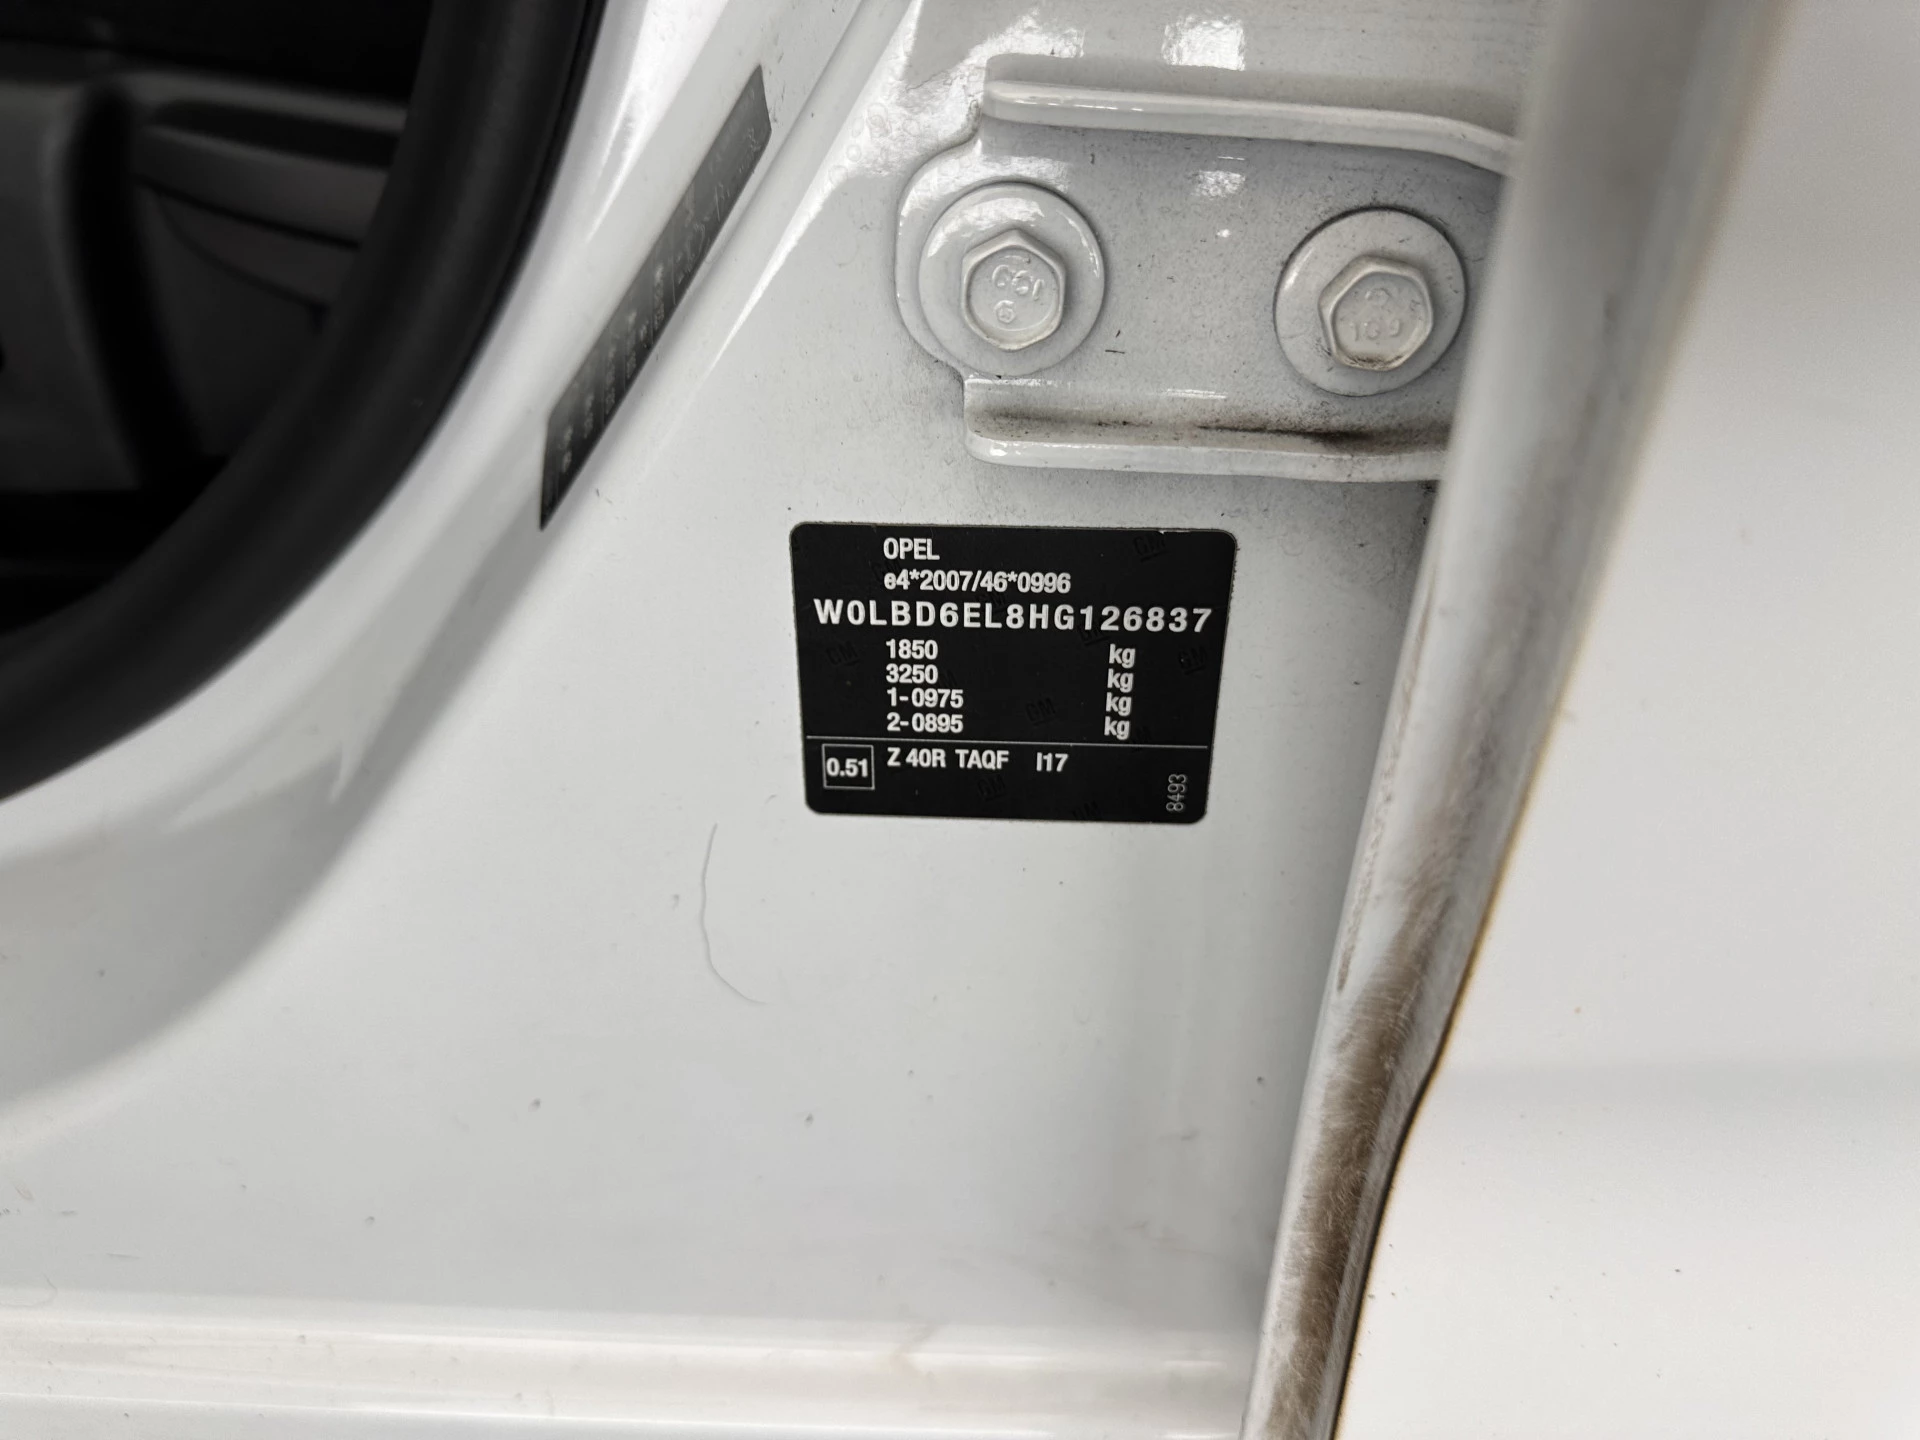 OPEL
e4*2007/46*0996
W0LBD6EL8HG126837
1850 kg
3250 kg
1-0975 kg
2-0895 kg
0.51 Z 40R TAQF I17
8493